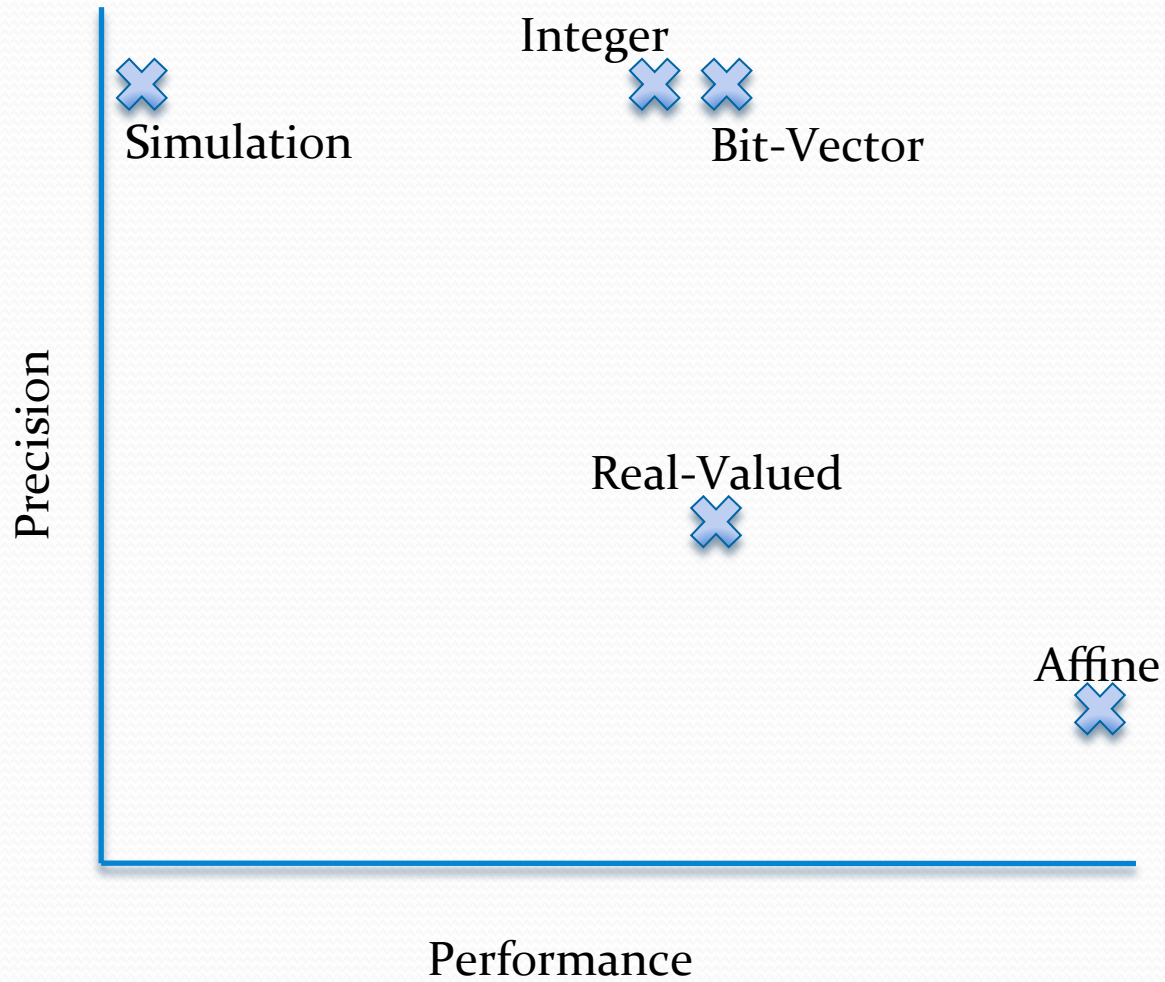 Integer
Simulation
Bit-Vector
Precision
Real-Valued
Affine
Performance